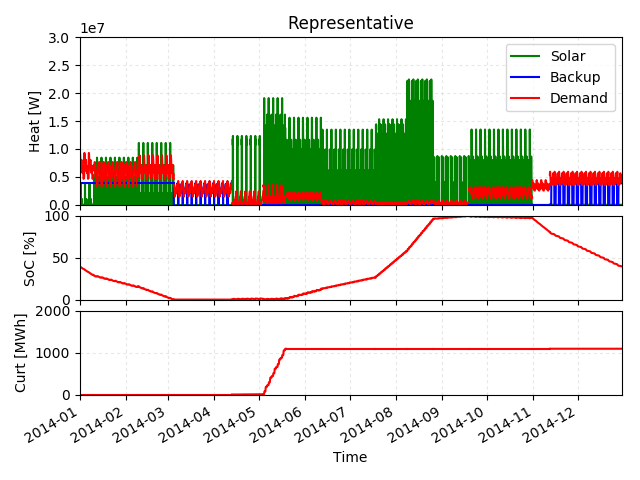 Representative
1e7
3.0
2.5
2.0
1.5
1.0
0.5
0.0
Heat [W]
Solar
Backup
Demand
100
50
0
SoC [%]
2000
1000
0
Curt [MWh]
2014-01
2014-02
2014-03
2014-04
2014-05
2014-06
2014-07
2014-08
2014-09
2014-10
2014-11
2014-12
Time